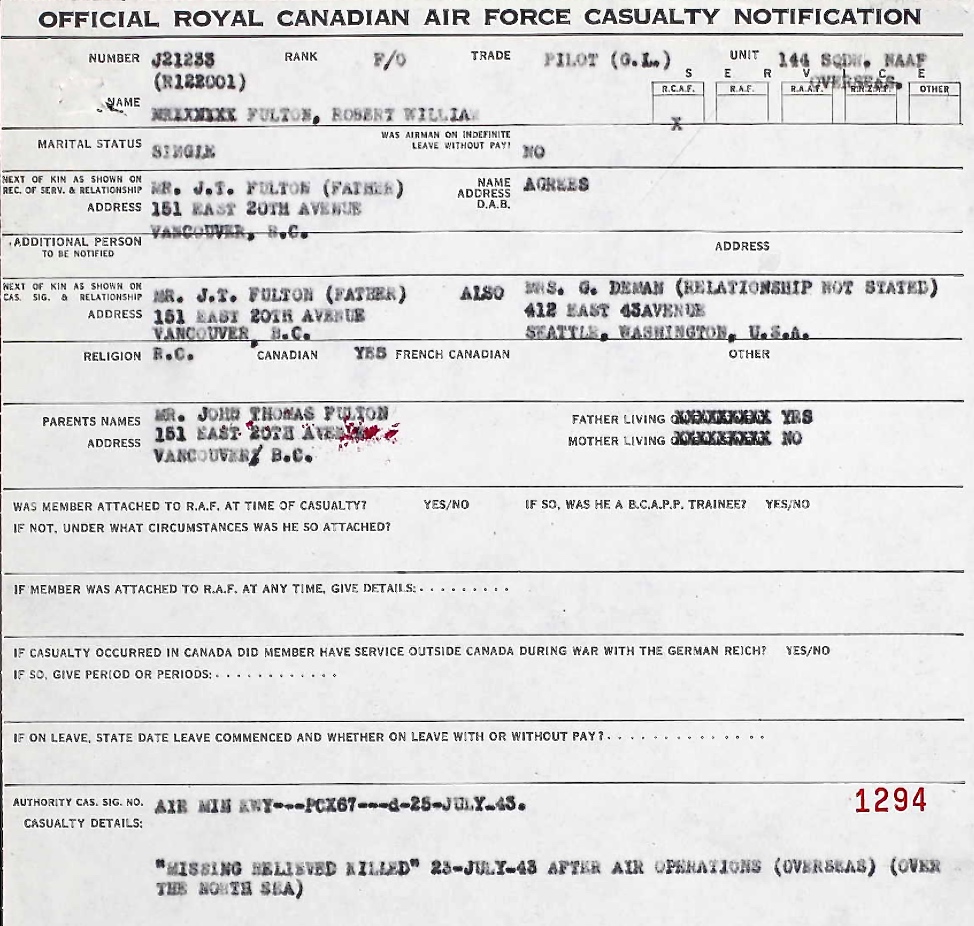 OFFICIAL ROYAL CANADIAN AIR FORCE CASUALTY NOTIFICATION
NUMBER J21233 RANK F/O TRADE PILOT (G.L.) UNIT 144 SQDN. NAAF
(R122001) OVERSEAS.
S E R V I C E
R.C.A.F. R.A.F. R.A.A.F. R.N.Z.A.F. OTHER
NAME FULTON, ROBERT WILLIAM
X
MARITAL STATUS SINGLE WAS AIRMAN ON INDEFINITE
LEAVE WITHOUT PAY? NO
NEXT OF KIN AS SHOWN ON
REC. OF SERV. & RELATIONSHIP MR. J.T. FULTON (FATHER) NAME AGREES
ADDRESS 151 EAST 20TH AVENUE ADDRESS
VANCOUVER, B.C. D.A.B.
ADDITIONAL PERSON ADDRESS
TO BE NOTIFIED
NEXT OF KIN AS SHOWN ON
CAS. SIG. & RELATIONSHIP MR. J.T. FULTON (FATHER) ALSO MRS. G. DEMAN (RELATIONSHIP NOT STATED)
ADDRESS 151 EAST 20TH AVENUE 412 EAST 43AVENUE
VANCOUVER, B.C. SEATTLE, WASHINGTON, U.S.A.
RELIGION R.C. CANADIAN YES FRENCH CANADIAN OTHER
PARENTS NAMES MR. JOHN THOMAS FULTON FATHER LIVING YES
ADDRESS 151 EAST 20TH AVENUE MOTHER LIVING NO
VANCOUVER, B.C.
WAS MEMBER ATTACHED TO R.A.F. AT TIME OF CASUALTY? YES/NO IF SO, WAS HE A B.C.A.P.P. TRAINEE? YES/NO
IF NOT, UNDER WHAT CIRCUMSTANCES WAS HE SO ATTACHED?
IF MEMBER WAS ATTACHED TO R.A.F. AT ANY TIME, GIVE DETAILS: . . . . . . . . .
IF CASUALTY OCCURRED IN CANADA DID MEMBER HAVE SERVICE OUTSIDE CANADA DURING WAR WITH THE GERMAN REICH? YES/NO
IF SO, GIVE PERIOD OR PERIODS: . . . . . . . . . . . .
IF ON LEAVE, STATE DATE LEAVE COMMENCED AND WHETHER ON LEAVE WITH OR WITHOUT PAY? . . . . . . . . . . . . . .
AUTHORITY CAS. SIG. NO. AIR MIN KWY---PCX67---d-25-JULY-43. 1294
CASUALTY DETAILS:
"MISSING BELIEVED KILLED" 23-JULY-43 AFTER AIR OPERATIONS (OVERSEAS) (OVER
THE NORTH SEA)